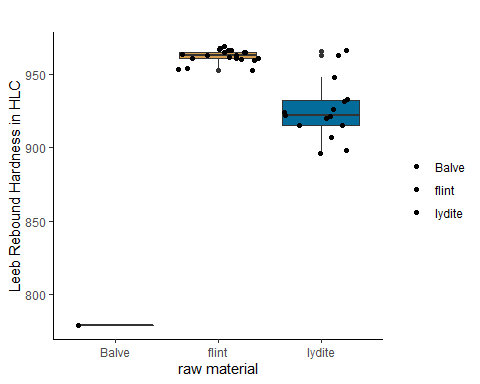 Leeb Rebound Hardness in HLC
950
900
850
800
Balve
flint
lydite
raw material
Balve
flint
lydite